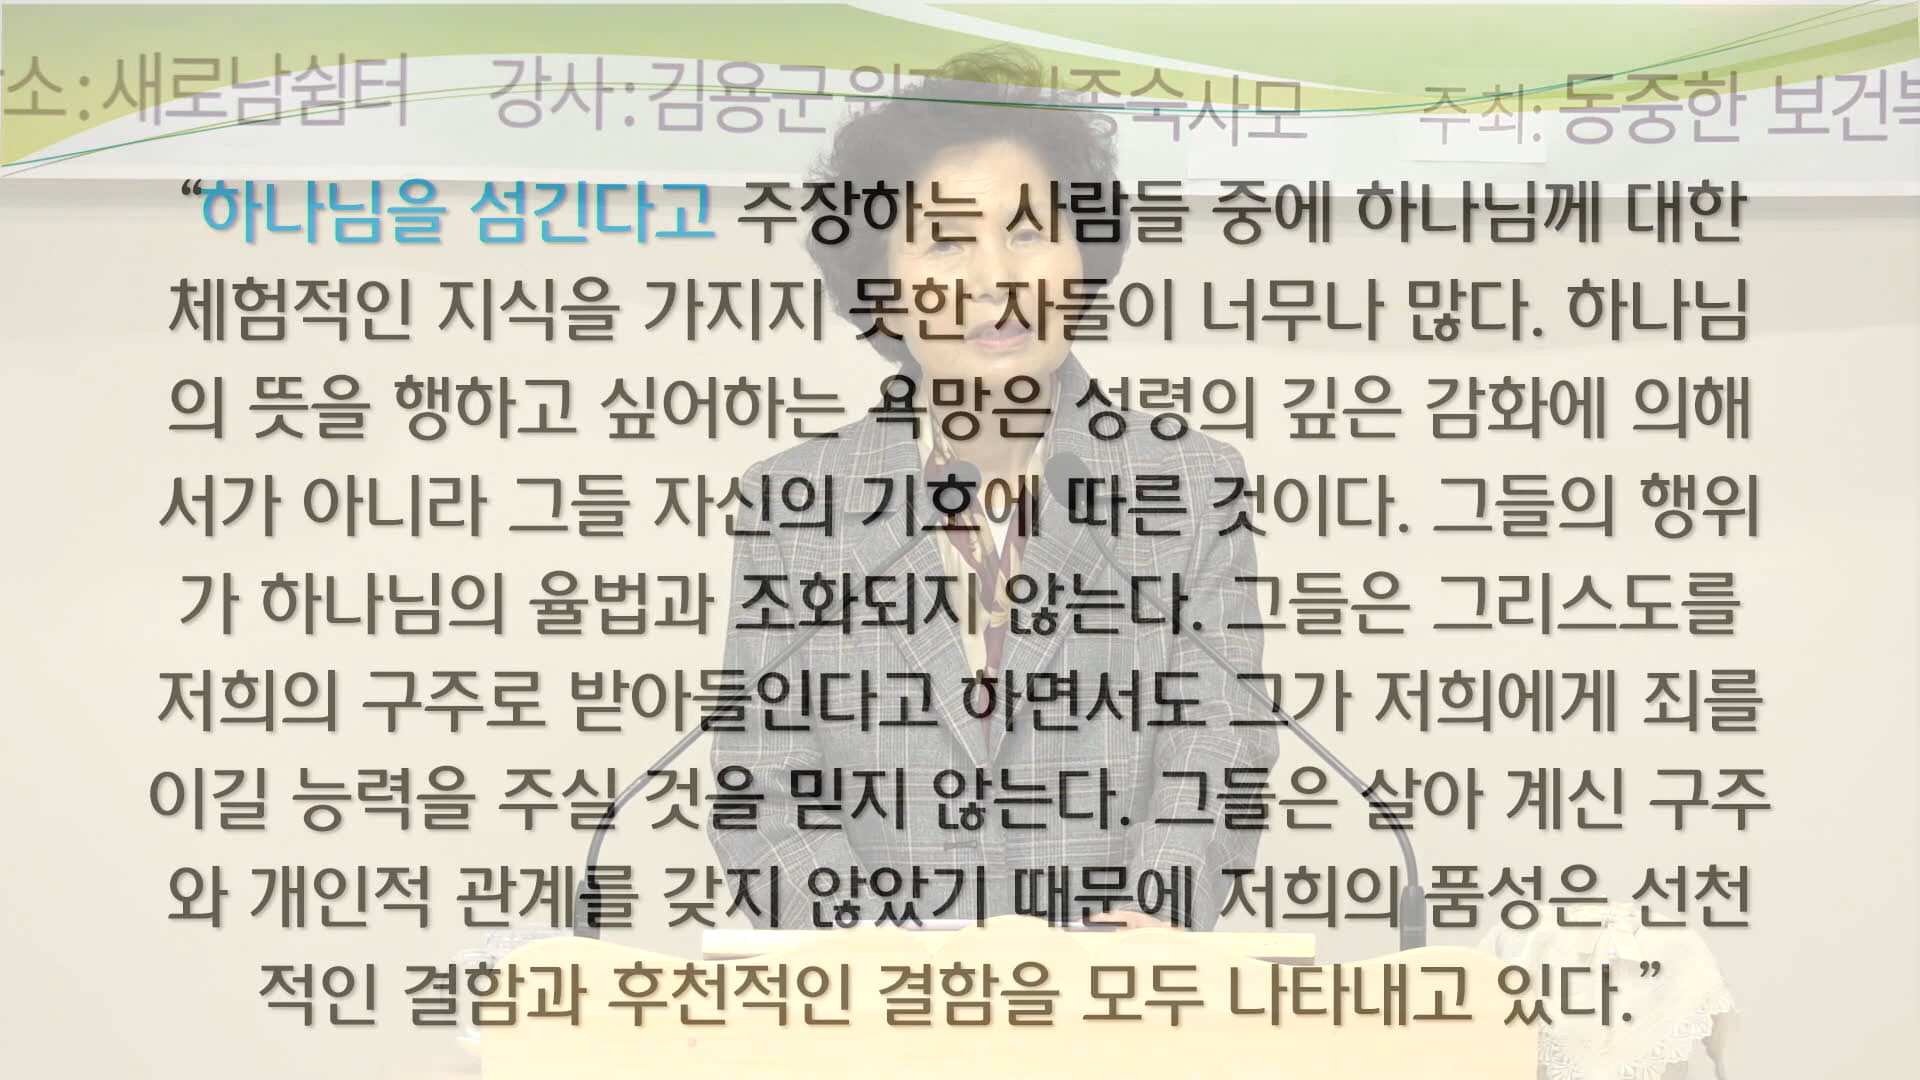 소 : 새로남쉼터 강사 : 김용군 종숙사모 주최: 동중한 보건복
“하나님을 섬긴다고 주장하는 사람들 중에 하나님께 대한
체험적인 지식을 가지지 못한 자들이 너무나 많다. 하나님
의 뜻을 행하고 싶어하는 욕망은 성령의 깊은 감화에 의해
서가 아니라 그들 자신의 기호에 따른 것이다. 그들의 행위
가 하나님의 율법과 조화되지 않는다. 그들은 그리스도를
저희의 구주로 받아들인다고 하면서도 그가 저희에게 죄를
이길 능력을 주실 것을 믿지 않는다. 그들은 살아 계신 구주
와 개인적 관계를 갖지 않았기 때문에 저희의 품성은 선천
적인 결함과 후천적인 결함을 모두 나타내고 있다.”